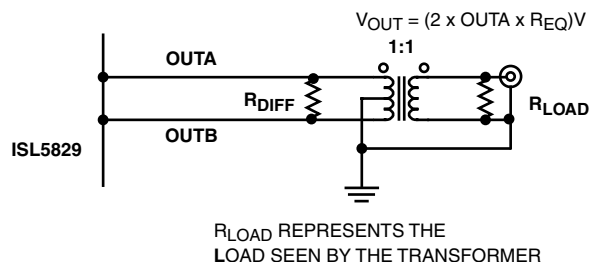 V_OUT = (2 x OUTA x R_EQ)V
1:1
OUTA
R_DIFF
R_LOAD
OUTB
ISL5829
R_LOAD REPRESENTS THE
LOAD SEEN BY THE TRANSFORMER